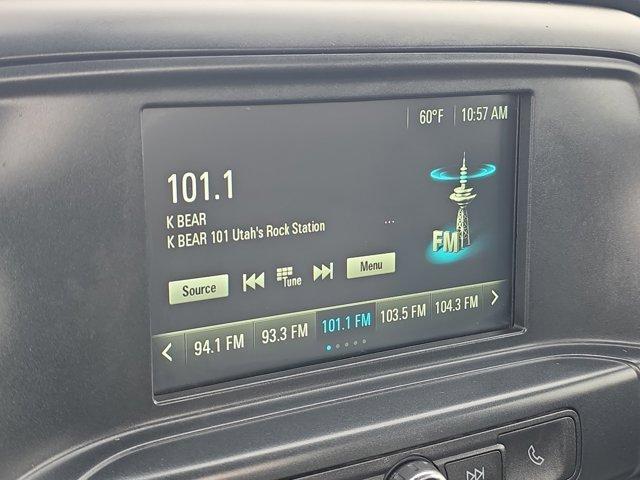 60°F 10:57 AM
101.1
K BEAR
K BEAR 101 Utah's Rock Station ...
FM
Source Tune Menu
94.1 FM 93.3 FM 101.1 FM 103.5 FM 104.3 FM